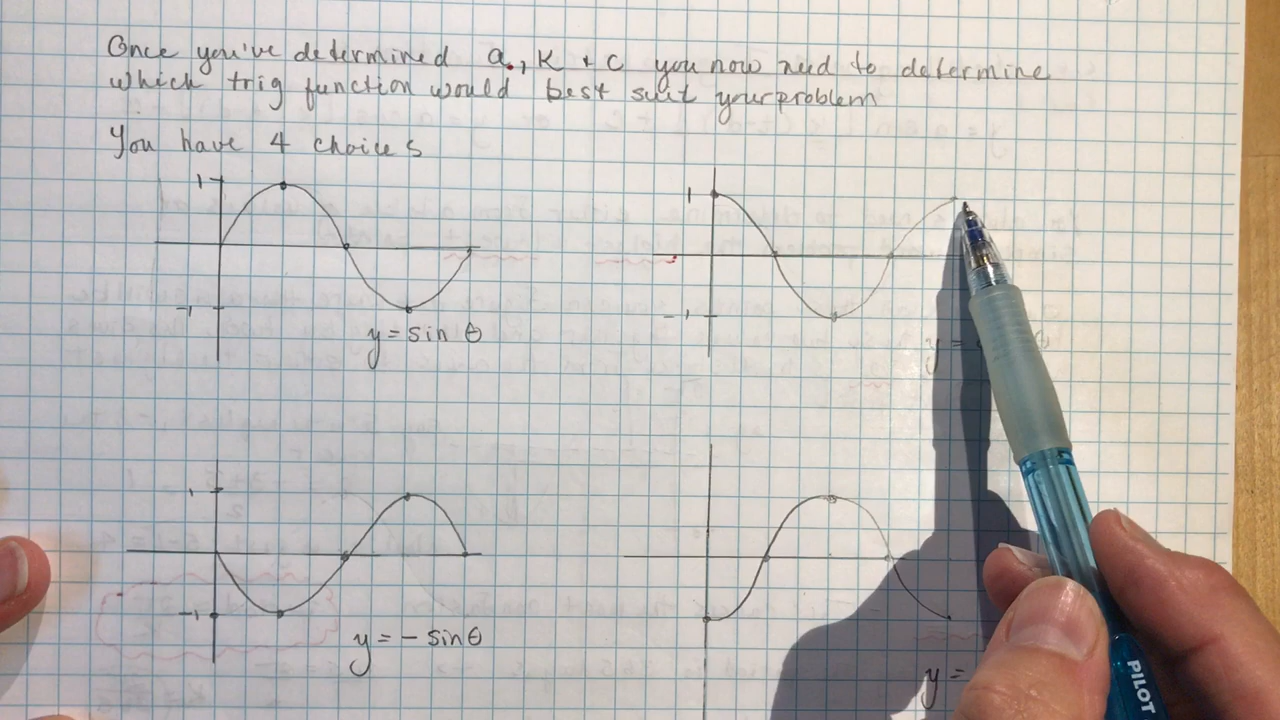 Once you've determined a, k + c you now need to determine
which trig function would best suit your problem
You have 4 choices
1
-1
y = sin θ
1
-1
y = θ
1
-1
y = - sin θ
y =
PILOT